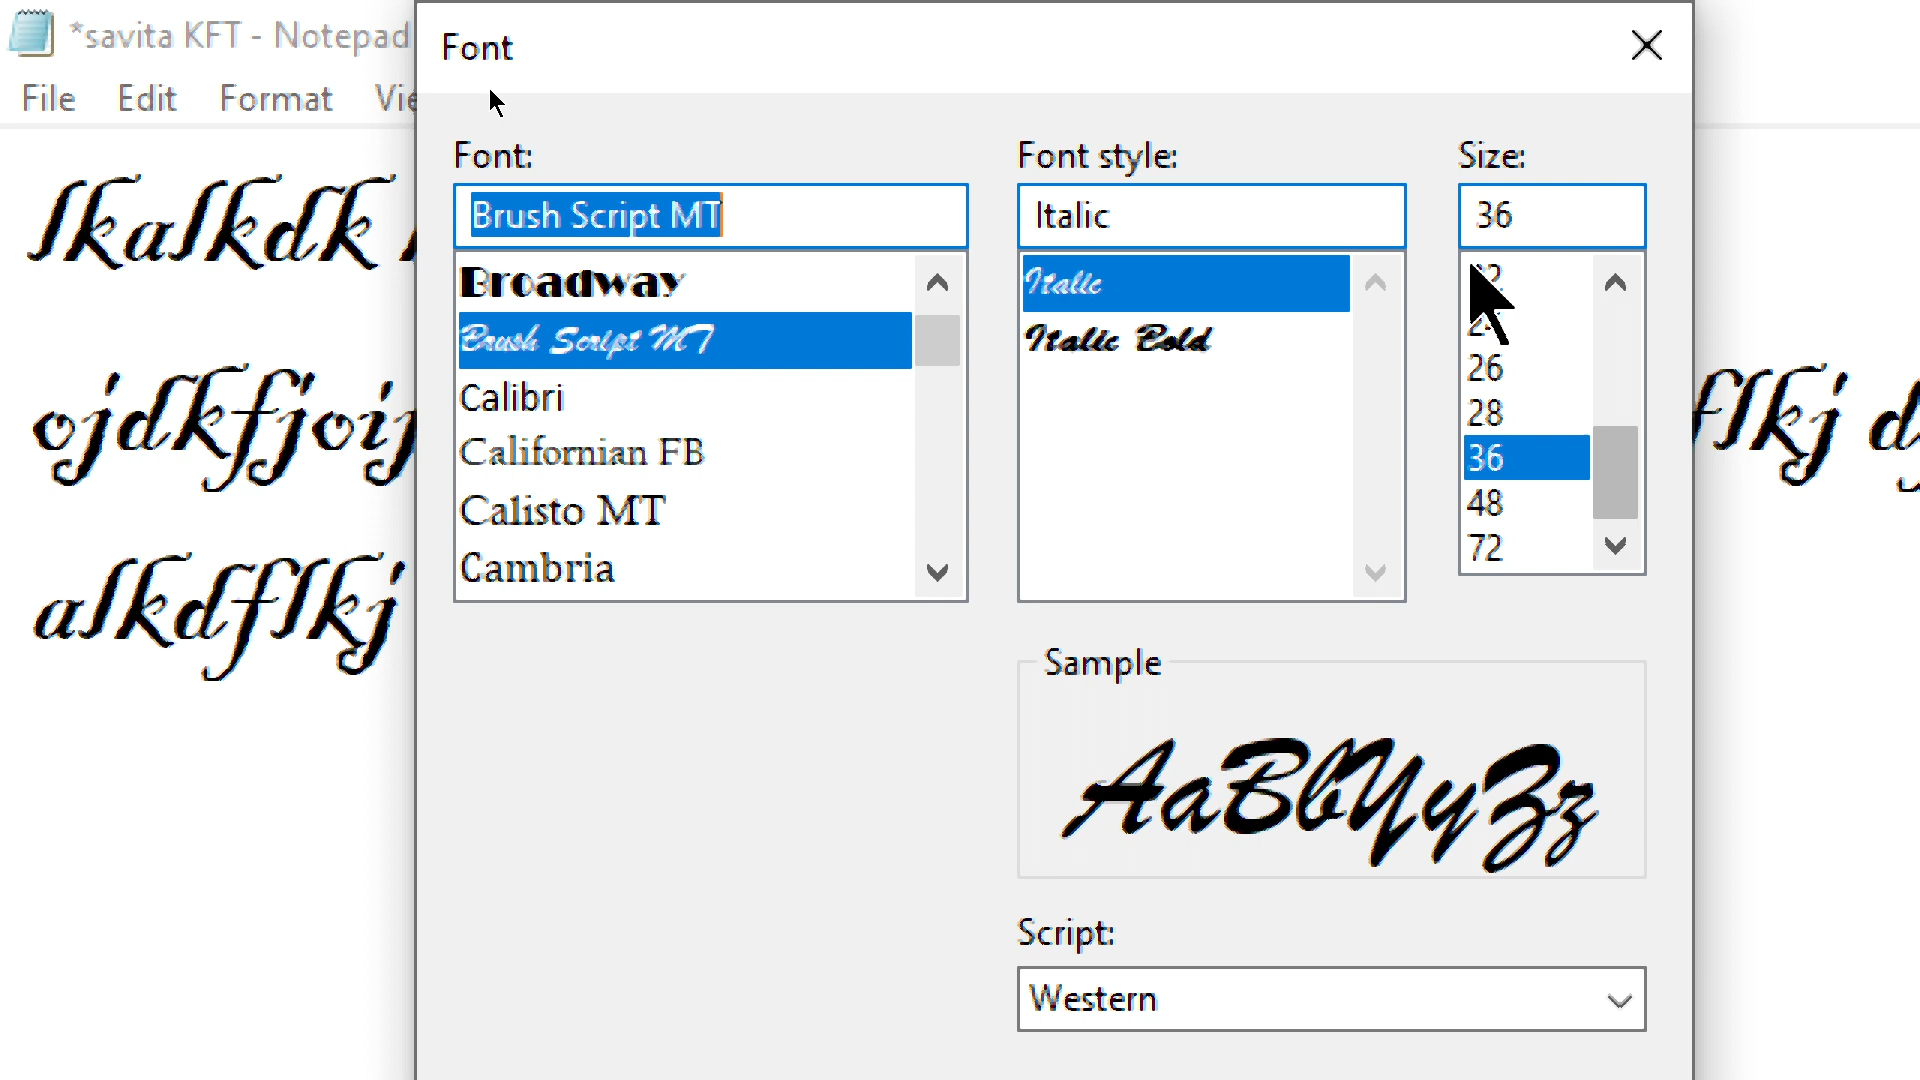 *savita KFT - Notepad
File Edit Format Vie
Font
lkalkdk
ojdkfjoij
flkj d
alkdflkj
Font:
Brush Script MT
Broadway
Brush Script MT
Calibri
Californian FB
Calisto MT
Cambria
Font style:
Italic
Italic
Italic Bold
Size:
36
26
28
36
48
72
Sample
AaBbYyZz
Script:
Western